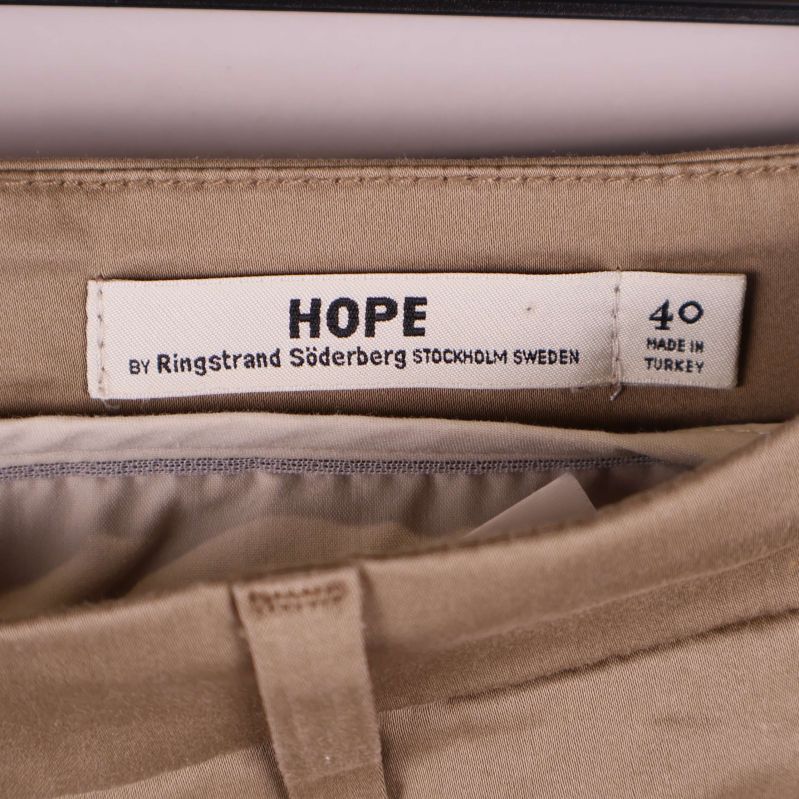 HOPE
BY Ringstrand Söderberg STOCKHOLM SWEDEN
40
MADE IN
TURKEY